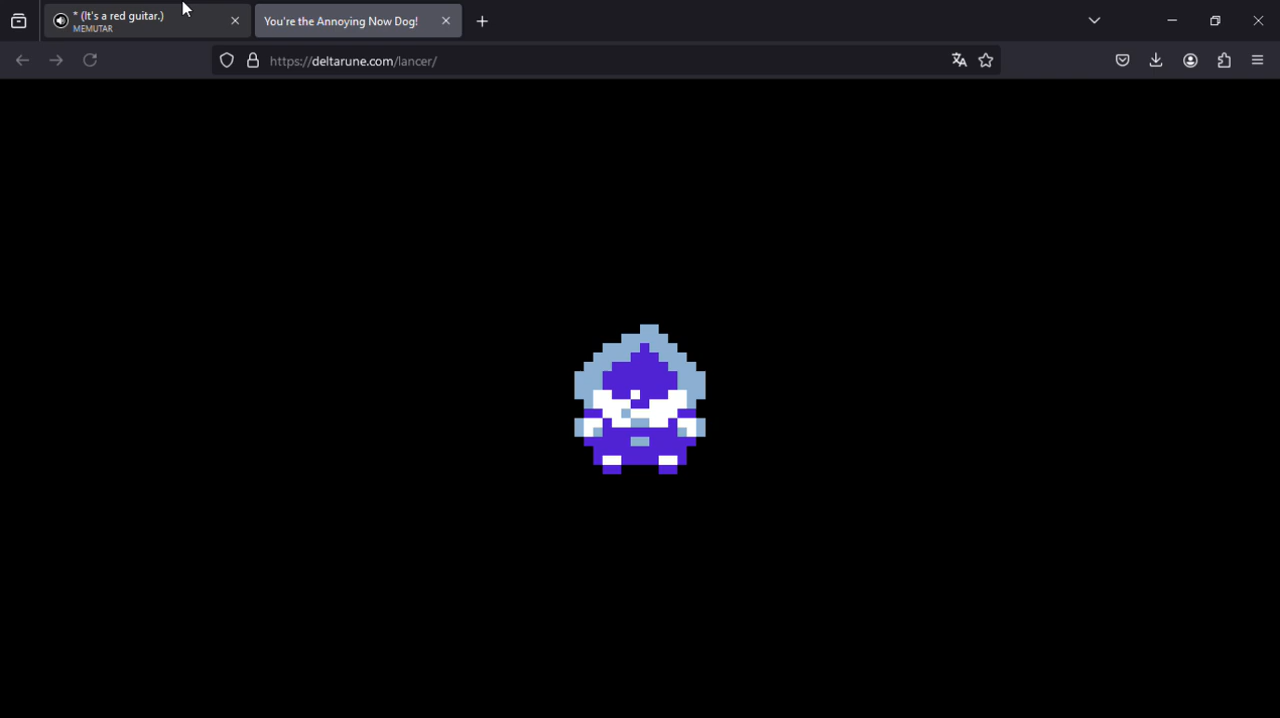 * (It's a red guitar.)
MEMUTAR
You're the Annoying Now Dog!
https://deltarune.com/lancer/